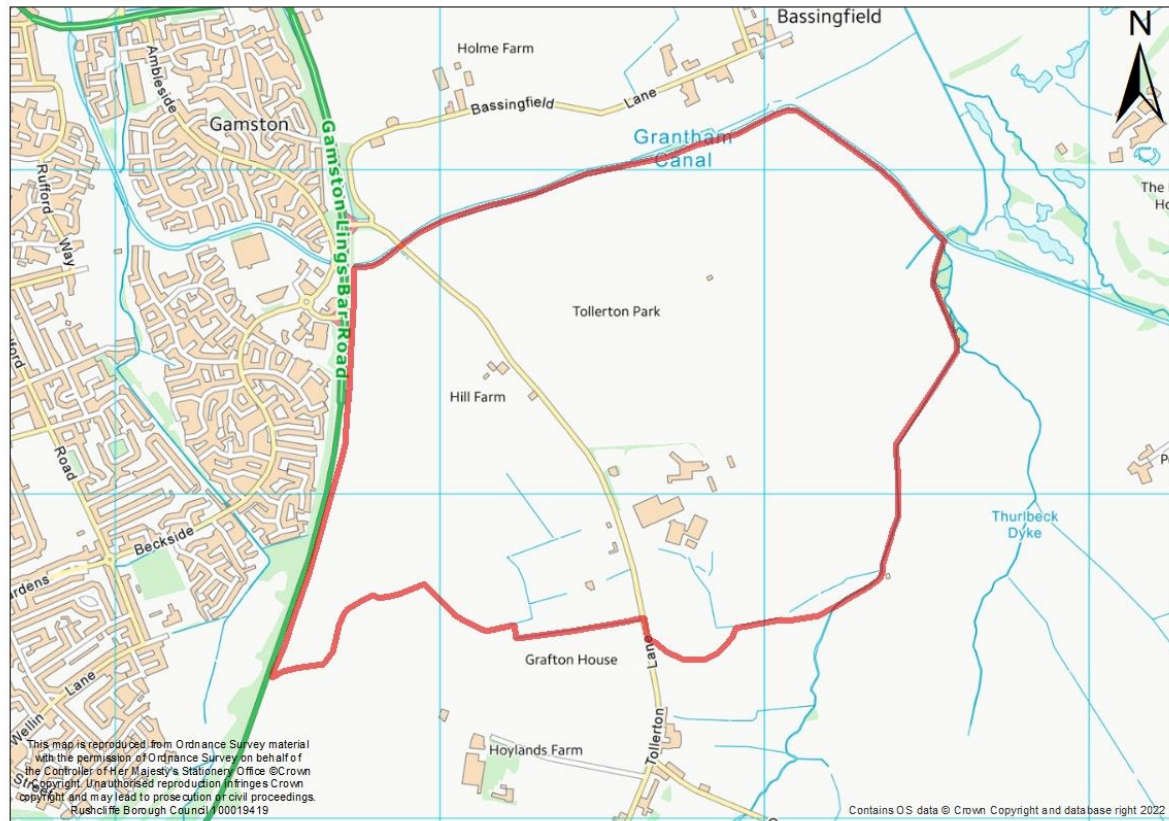 Bassingfield
N
Holme Farm
Ambleside
Bassingfield Lane
Gamston
Grantham
Canal
Gamston Lings Bar Road
Rufford
Way
The
Tollerton Park
Hill Farm
Road
Thurlbeck
Dyke
Beckside
Grafton House
Lane
Wellin Lane
Tollerton
Hoylands Farm
Street
This map is reproduced from Ordnance Survey material
with the permission of Ordnance Survey on behalf of
the Controller of Her Majesty's Stationery Office ©Crown
Copyright. Unauthorised reproduction infringes Crown
copyright and may lead to prosecution or civil proceedings.
Rushcliffe Borough Council 100019419
Contains OS data © Crown Copyright and database right 2022